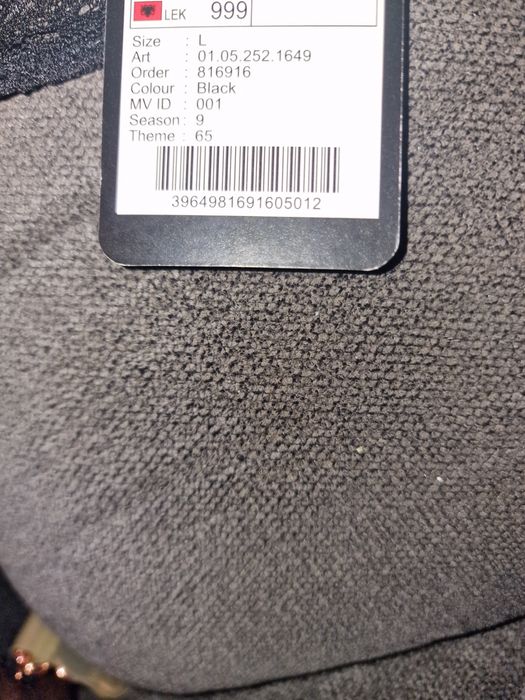 LEK 999
Size : L
Art : 01.05.252.1649
Order : 816916
Colour : Black
MV ID : 001
Season : 9
Theme : 65
3964981691605012